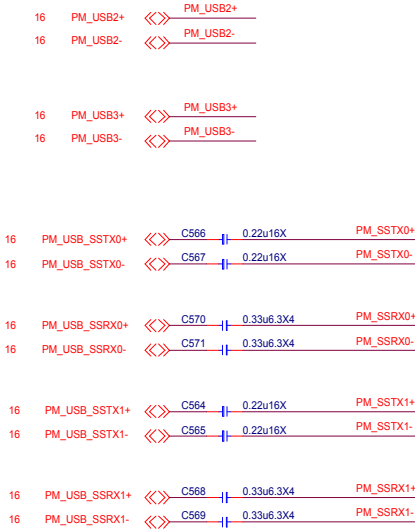 16 PM_USB2+ PM_USB2+
16 PM_USB2- PM_USB2-
16 PM_USB3+ PM_USB3+
16 PM_USB3- PM_USB3-
16 PM_USB_SSTX0+ C566 0.22u16X PM_SSTX0+
16 PM_USB_SSTX0- C567 0.22u16X PM_SSTX0-
16 PM_USB_SSRX0+ C570 0.33u6.3X4 PM_SSRX0+
16 PM_USB_SSRX0- C571 0.33u6.3X4 PM_SSRX0-
16 PM_USB_SSTX1+ C564 0.22u16X PM_SSTX1+
16 PM_USB_SSTX1- C565 0.22u16X PM_SSTX1-
16 PM_USB_SSRX1+ C568 0.33u6.3X4 PM_SSRX1+
16 PM_USB_SSRX1- C569 0.33u6.3X4 PM_SSRX1-